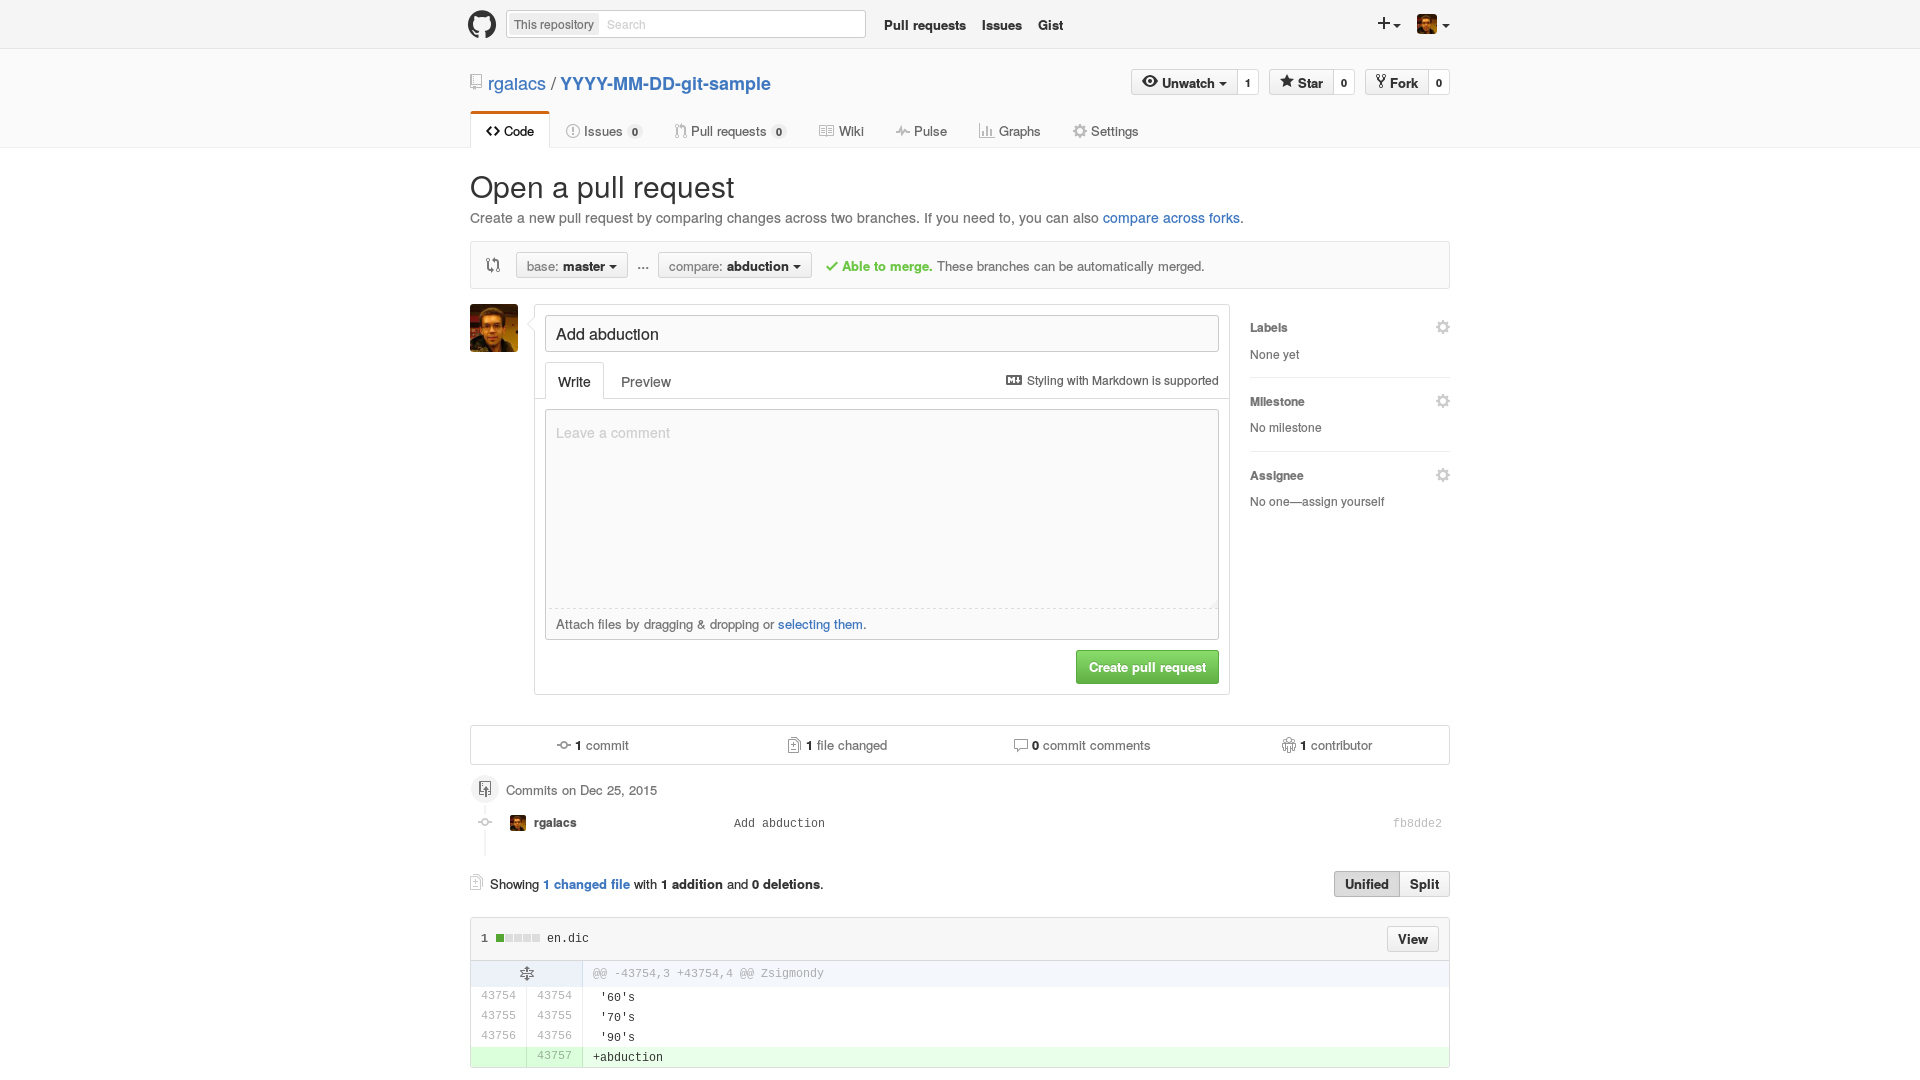 This repository Search Pull requests Issues Gist
rgaiacs / YYYY-MM-DD-git-sample Unwatch 1 Star 0 Fork 0
Code Issues 0 Pull requests 0 Wiki Pulse Graphs Settings
Open a pull request
Create a new pull request by comparing changes across two branches. If you need to, you can also compare across forks.
base: master ... compare: abduction Able to merge. These branches can be automatically merged.
Add abduction
Write Preview Styling with Markdown is supported
Leave a comment
Attach files by dragging & dropping or selecting them.
Create pull request
Labels
None yet
Milestone
No milestone
Assignee
No one—assign yourself
1 commit 1 file changed 0 commit comments 1 contributor
Commits on Dec 25, 2015
rgaiacs Add abduction fb8dde2
Showing 1 changed file with 1 addition and 0 deletions. Unified Split
1 en.dic View
@@ -43754,3 +43754,4 @@ Zsigmondy
43754 43754 '60's
43755 43755 '70's
43756 43756 '90's
43757 +abduction